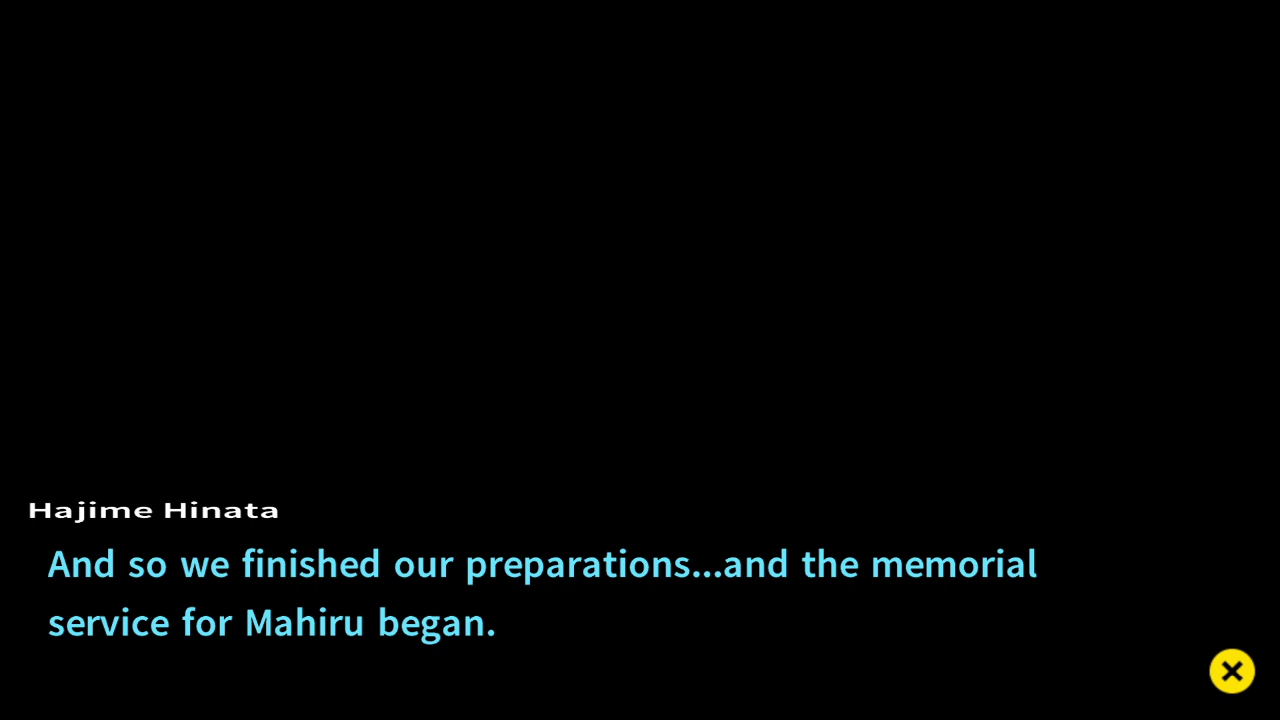 Hajime Hinata
And so we finished our preparations...and the memorial
service for Mahiru began.